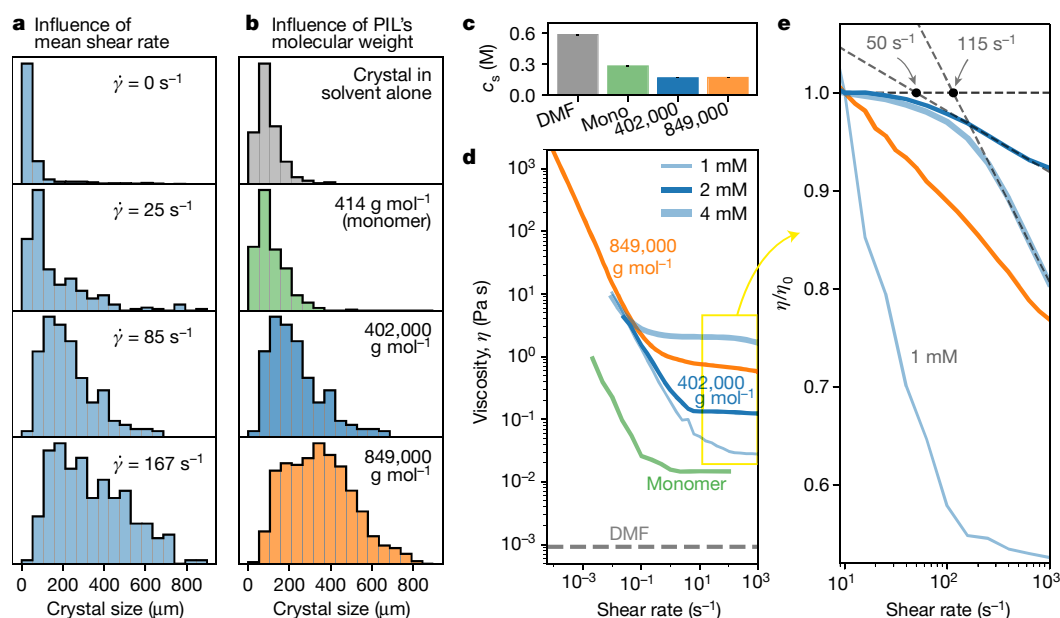 a Influence of
mean shear rate
γ̇ = 0 s⁻¹
γ̇ = 25 s⁻¹
γ̇ = 85 s⁻¹
γ̇ = 167 s⁻¹
0 200 400 600 800
Crystal size (μm)
b Influence of PIL's
molecular weight
Crystal in
solvent alone
414 g mol⁻¹
(monomer)
402,000
g mol⁻¹
849,000
g mol⁻¹
0 200 400 600 800
Crystal size (μm)
c
cₛ (M)
0.6
0.3
0.0
DMF Mono 402,000 849,000
d
Viscosity, η (Pa s)
10³
10²
10¹
10⁰
10⁻¹
10⁻²
10⁻³
1 mM
2 mM
4 mM
849,000
g mol⁻¹
402,000
g mol⁻¹
Monomer
DMF
10⁻³ 10⁻¹ 10¹ 10³
Shear rate (s⁻¹)
e
50 s⁻¹ 115 s⁻¹
η/η₀
1.0
0.9
0.8
0.7
0.6
1 mM
10¹ 10² 10³
Shear rate (s⁻¹)